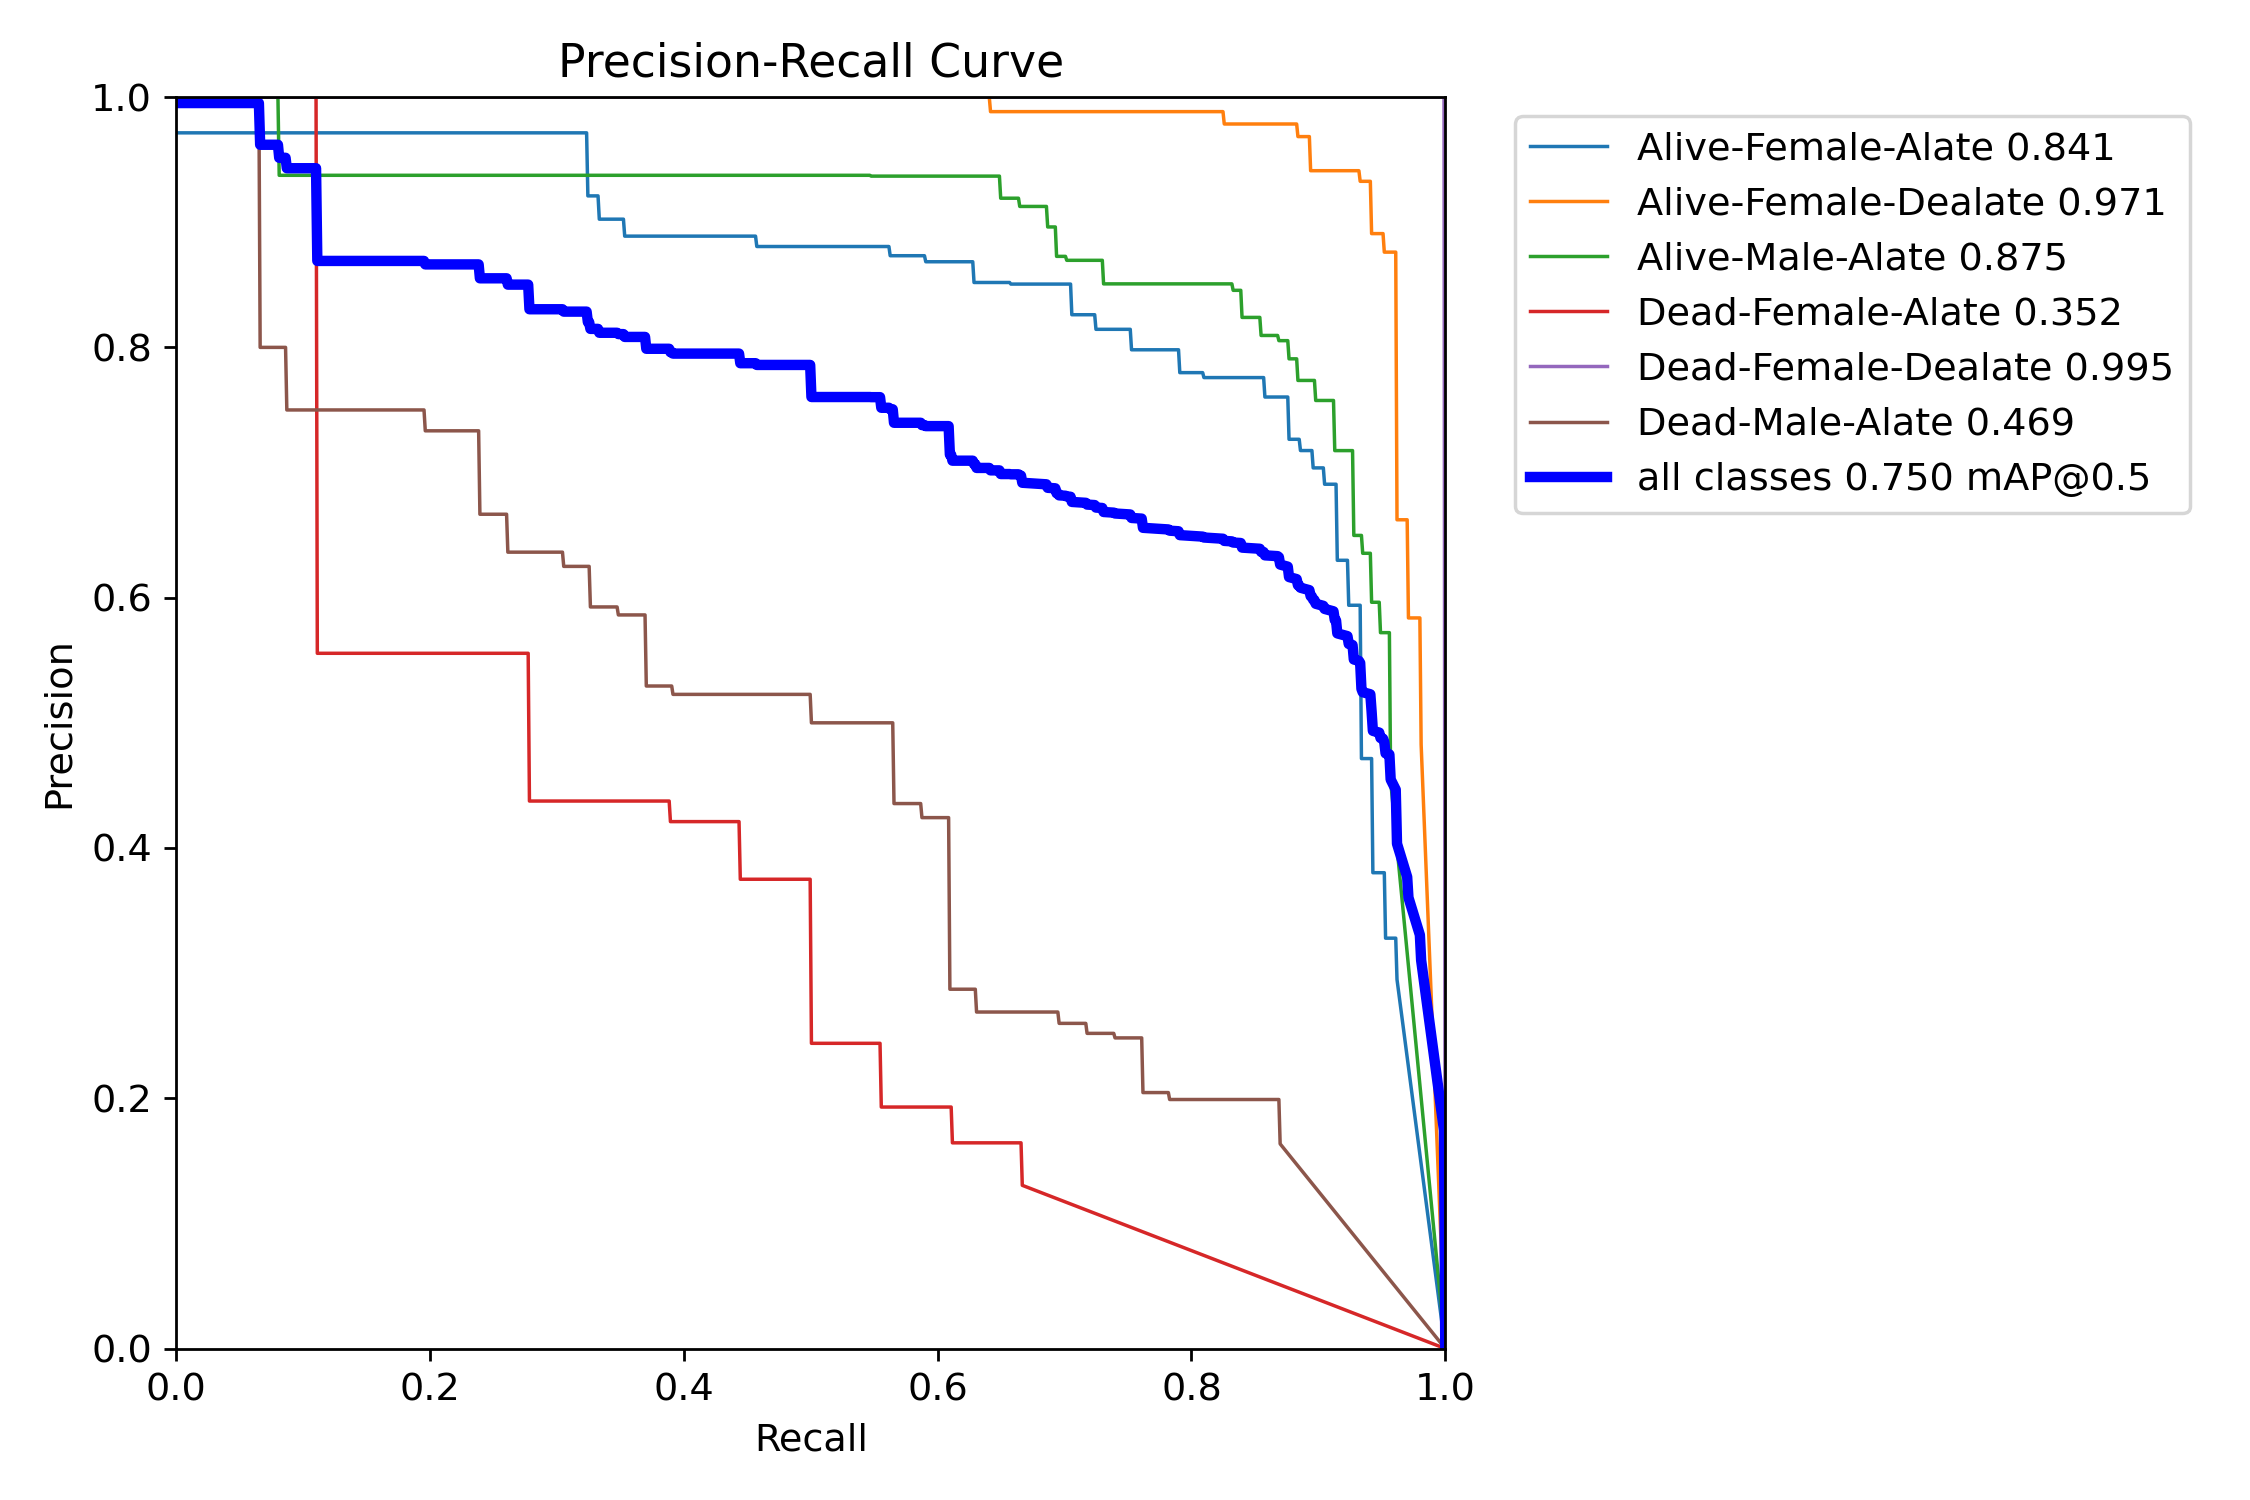 Precision-Recall Curve
1.0
0.8
0.6
0.4
0.2
0.0
Precision
0.0 0.2 0.4 0.6 0.8 1.0
Recall
Alive-Female-Alate 0.841
Alive-Female-Dealate 0.971
Alive-Male-Alate 0.875
Dead-Female-Alate 0.352
Dead-Female-Dealate 0.995
Dead-Male-Alate 0.469
all classes 0.750 mAP@0.5